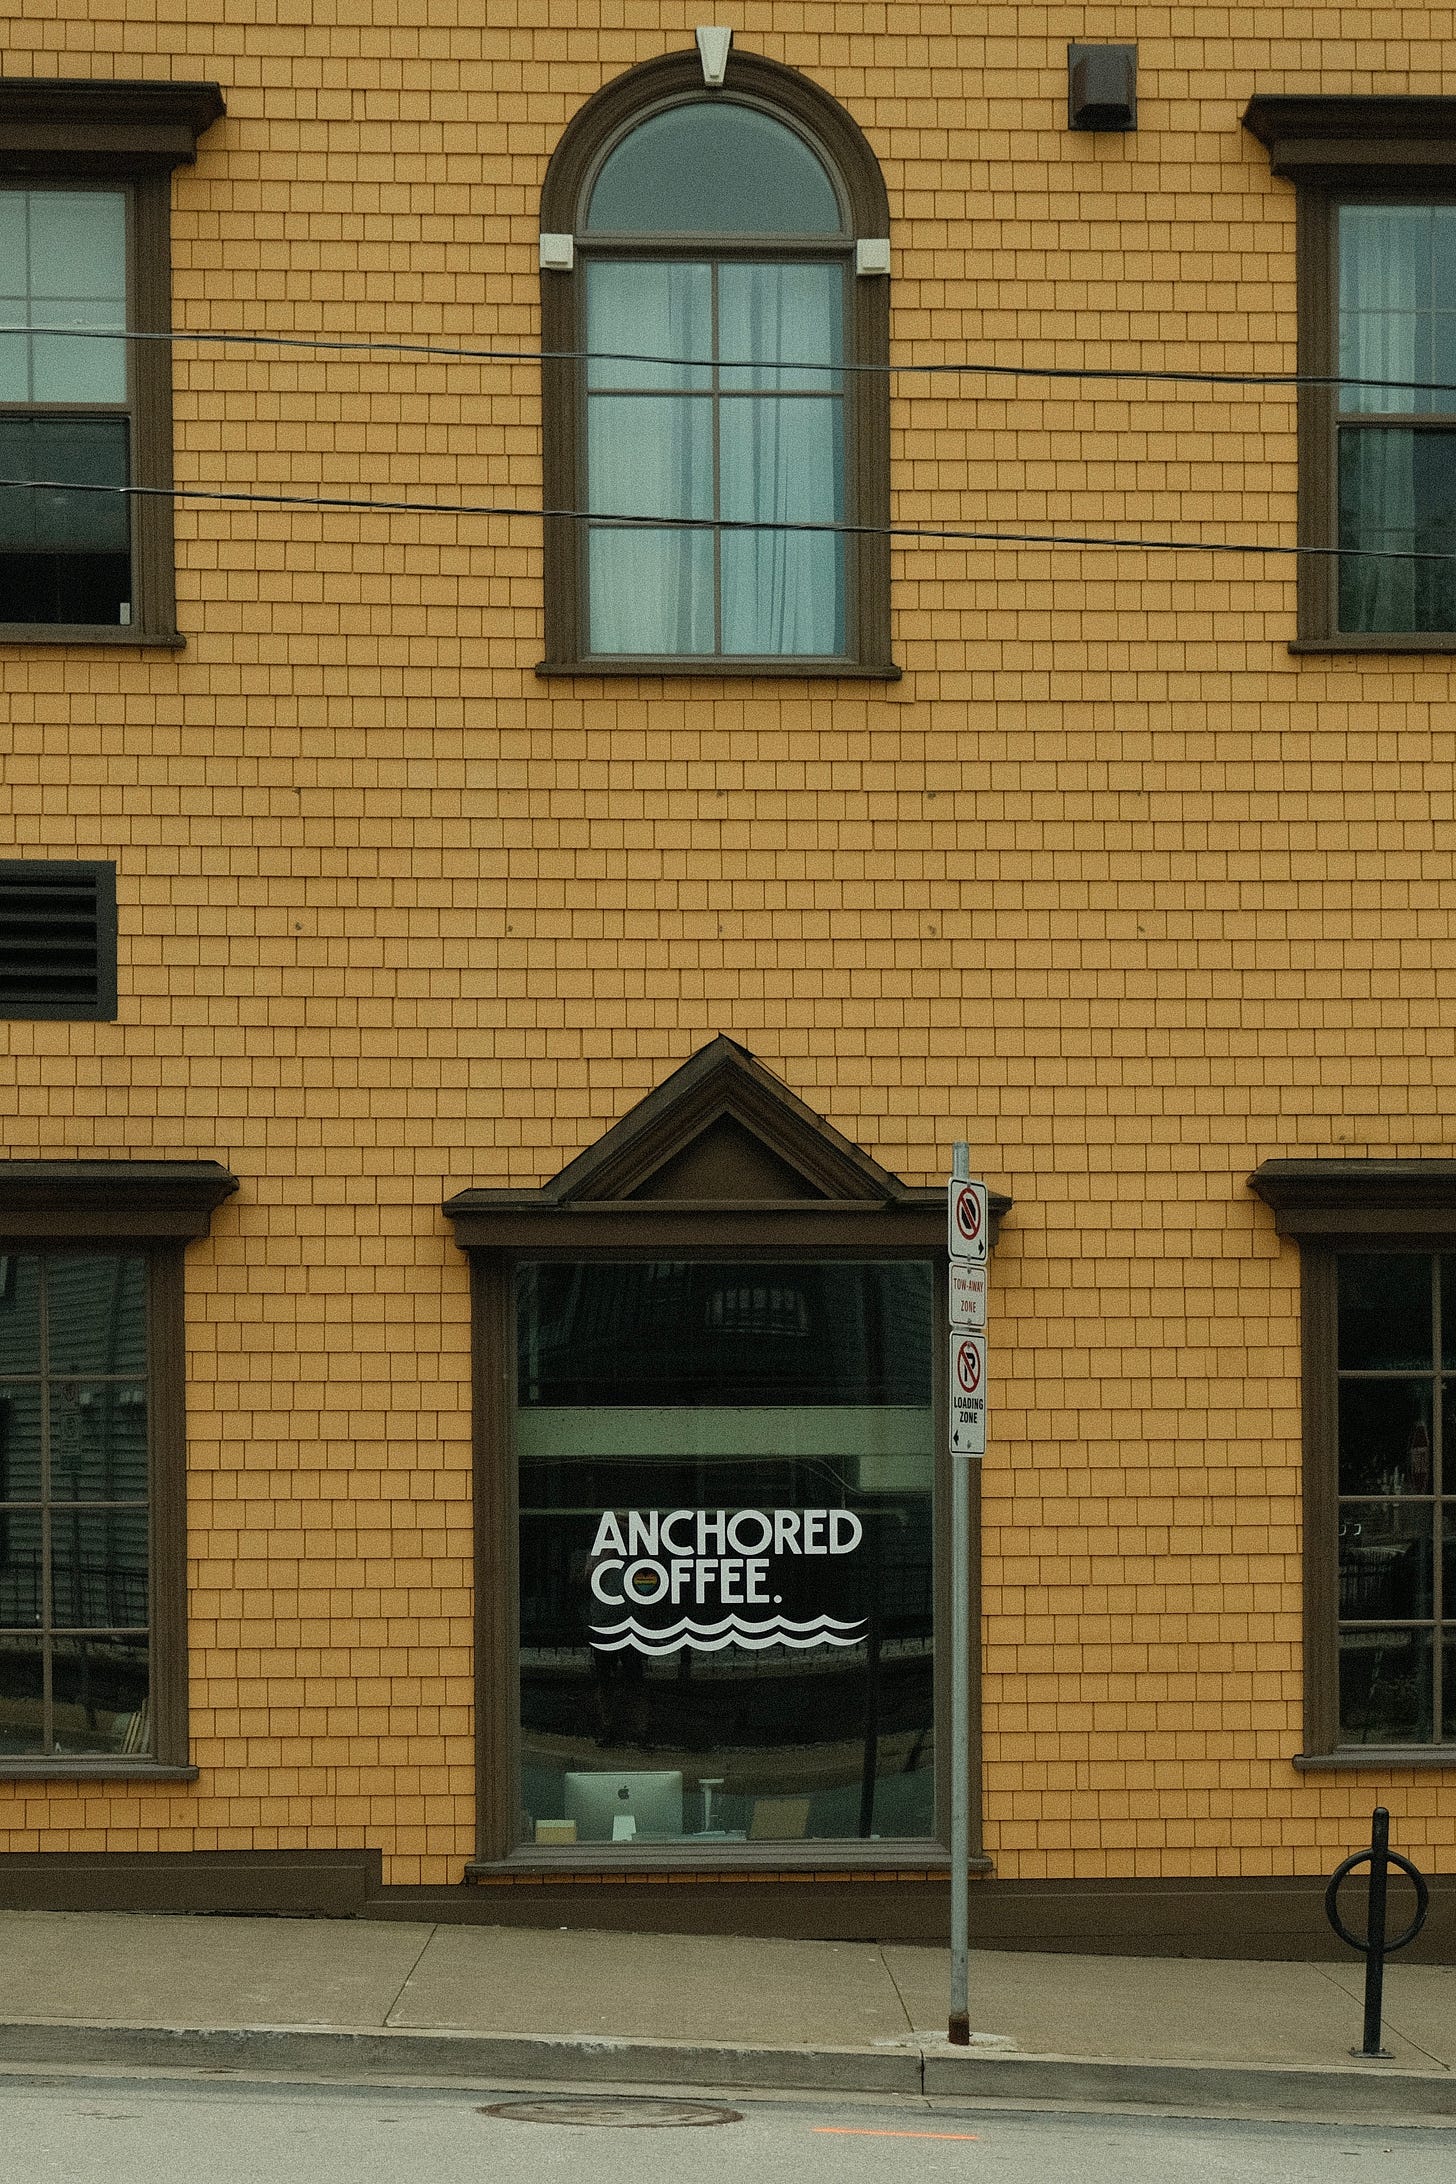 TOW-AWAY
ZONE
LOADING
ZONE
ANCHORED
COFFEE.